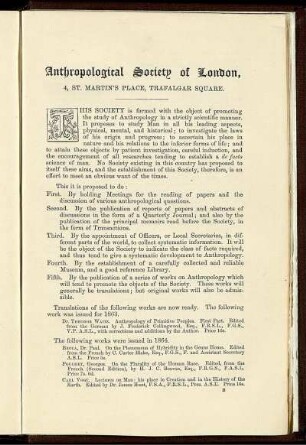 Anthropological Society of London,
4, ST. MARTIN'S PLACE, TRAFALGAR SQUARE.
THIS SOCIETY is formed with the object of promoting
the study of Anthropology in a strictly scientific manner.
It proposes to study Man in all his leading aspects,
physical, mental, and historical; to investigate the laws
of his origin and progress; to ascertain his place in
nature and his relations to the inferior forms of life; and
to attain these objects by patient investigation, careful induction, and
the encouragement of all researches tending to establish a de facto
science of man. No Society existing in this country has proposed to
itself these aims, and the establishment of this Society, therefore, is an
effort to meet an obvious want of the times.
This it is proposed to do:
First. By holding Meetings for the reading of papers and the
discussion of various anthropological questions.
Second. By the publication of reports of papers and abstracts of
discussions in the form of a Quarterly Journal; and also by the
publication of the principal memoirs read before the Society, in
the form of Transactions.
Third. By the appointment of Officers, or Local Secretaries, in
different parts of the world, to collect systematic information. It
will be the object of the Society to indicate the class of facts required,
and thus tend to give a systematic development to Anthropology.
Fourth. By the establishment of a carefully collected and reliable
Museum, and a good reference Library.
Fifth. By the publication of a series of works on Anthropology which
will tend to promote the objects of the Society. These works will
generally be translations; but original works will also be admis-
sible.
Translations of the following works are now ready. The following
work was issued for 1863.
DR. THEODOR WAITZ. Anthropology of Primitive Peoples. First Part. Edited
from the German by J. Frederick Collingwood, Esq., F.R.S.L., F.G.S.,
V.P.A.S.L., with corrections and additions by the Author. Price 16s.
The following works were issued in 1864.
BROCA, Dr. Paul. On the Phenomena of Hybridity in the Genus Homo. Edited
from the French by C. Carter Blake, Esq., F.G.S., F. and Assistant Secretary
A.S.L. Price 5s.
POUCHET, Georges. On the Plurality of the Human Race. Edited, from the
French (Second Edition), by H. J. C. Beavan, Esq., F.R.G.S., F.A.S.L.
Price 7s. 6d.
CARL VOGT. Lectures on Man: his place in Creation and in the History of the
Earth. Edited by Dr. James Hunt, F.S.A., F.R.S.L., Pres. A.S.L. Price 16s.